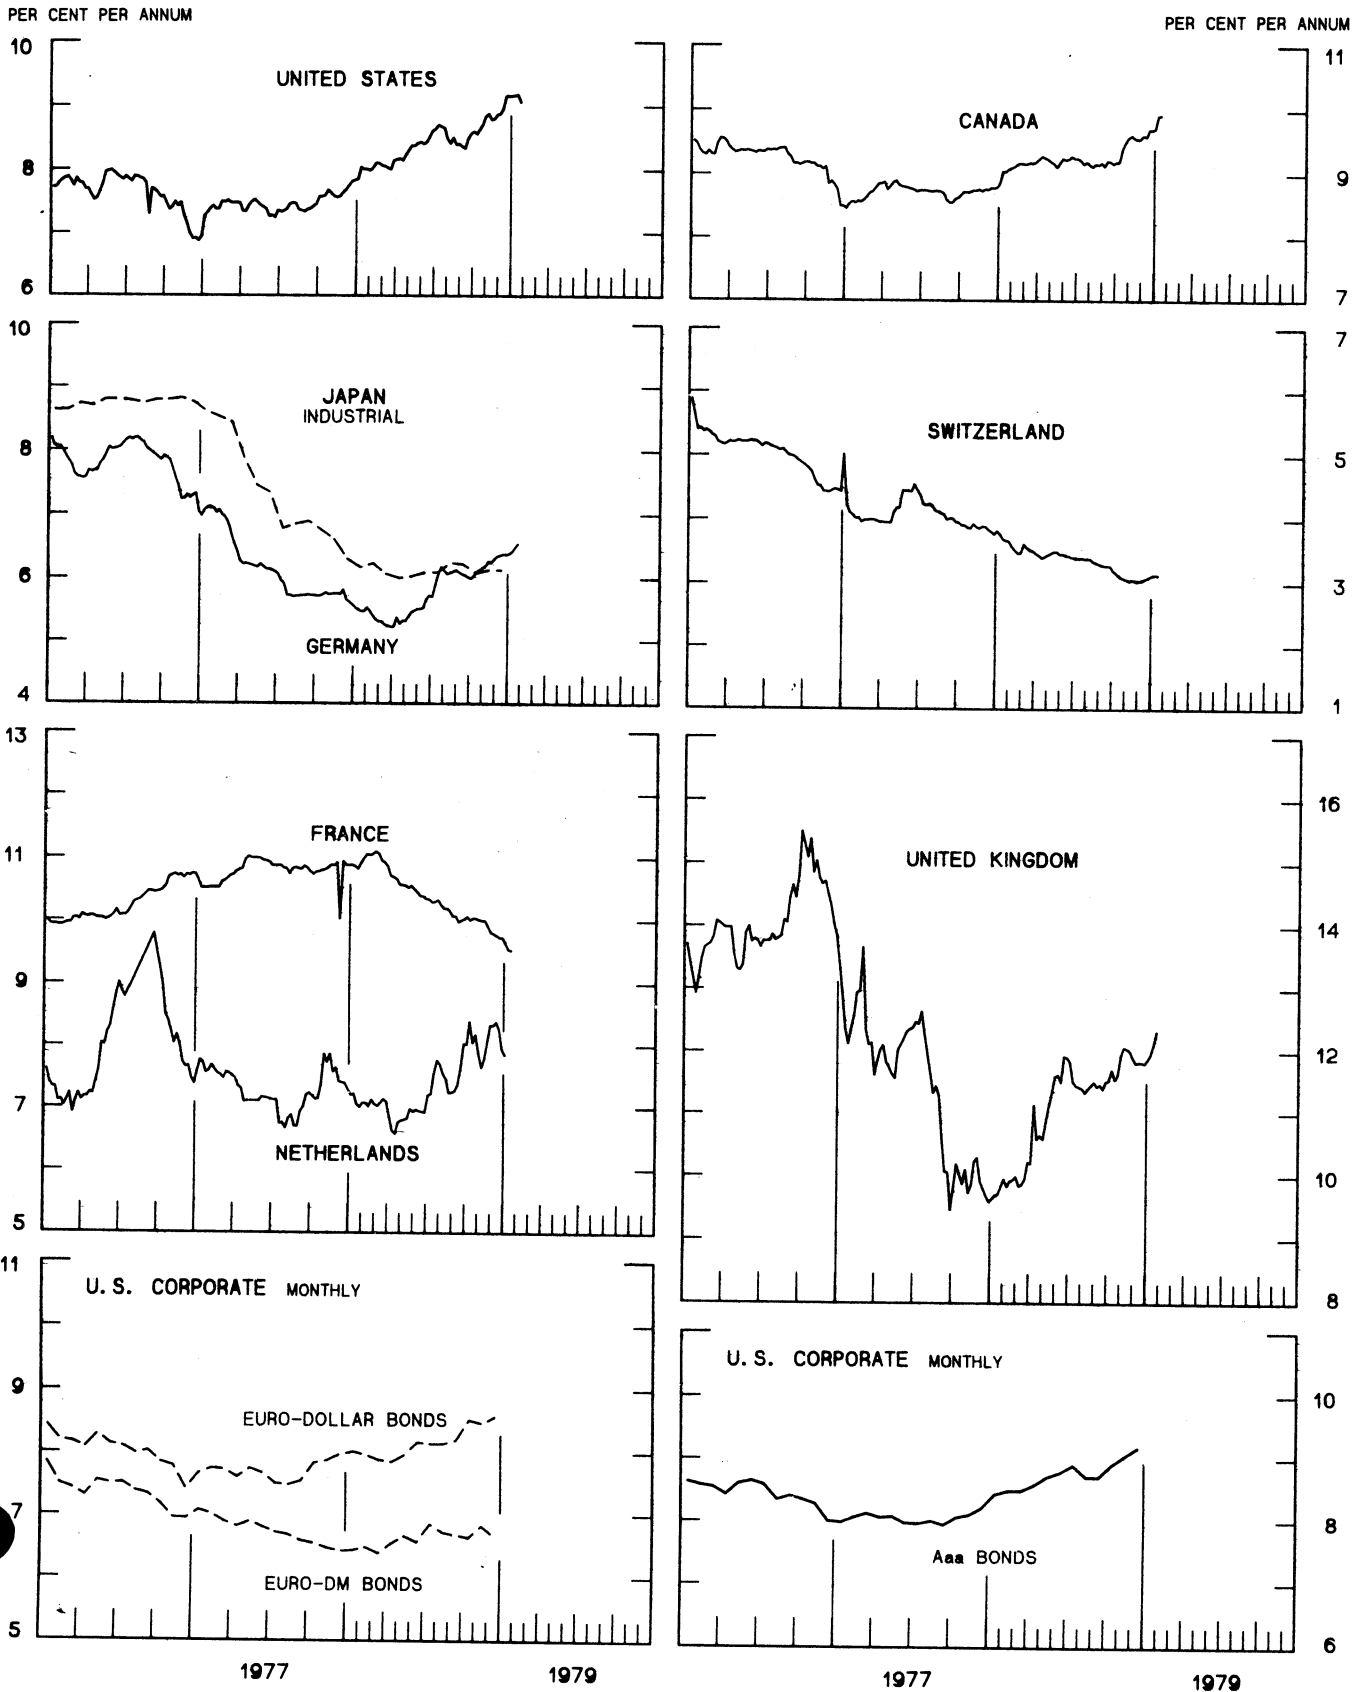 PER CENT PER ANNUM
PER CENT PER ANNUM
10
UNITED STATES
8
6
11
CANADA
9
7
10
JAPAN
INDUSTRIAL
8
6
GERMANY
4
7
SWITZERLAND
5
3
1
13
FRANCE
11
9
7
NETHERLANDS
5
16
UNITED KINGDOM
14
12
10
8
11
U.S. CORPORATE MONTHLY
9
EURO-DOLLAR BONDS
7
EURO-DM BONDS
5
U.S. CORPORATE MONTHLY
10
8
Aaa BONDS
6
1977
1979
1977
1979